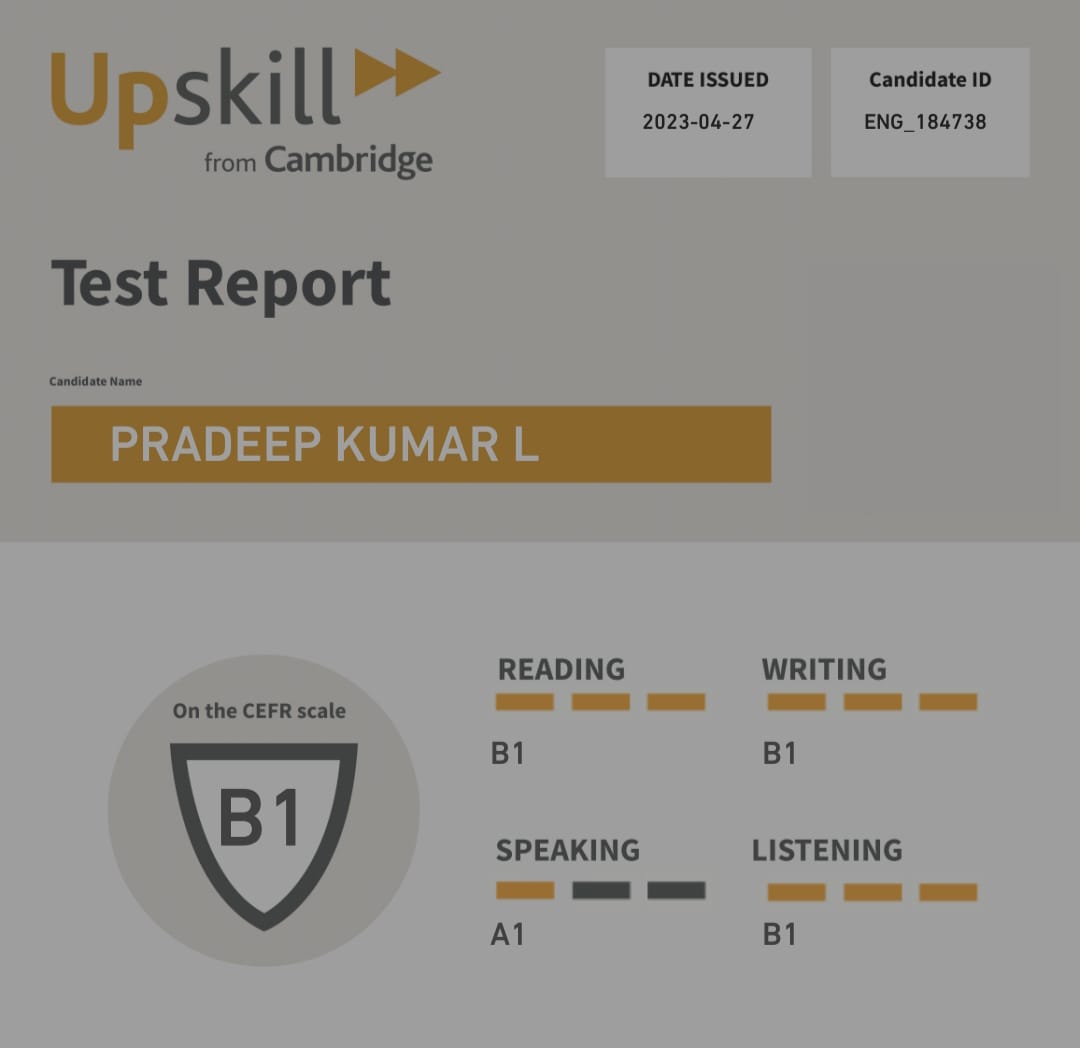 Upskill
from Cambridge
DATE ISSUED
2023-04-27
Candidate ID
ENG_184738
Test Report
Candidate Name
PRADEEP KUMAR L
On the CEFR scale
B1
READING
B1
WRITING
B1
SPEAKING
A1
LISTENING
B1